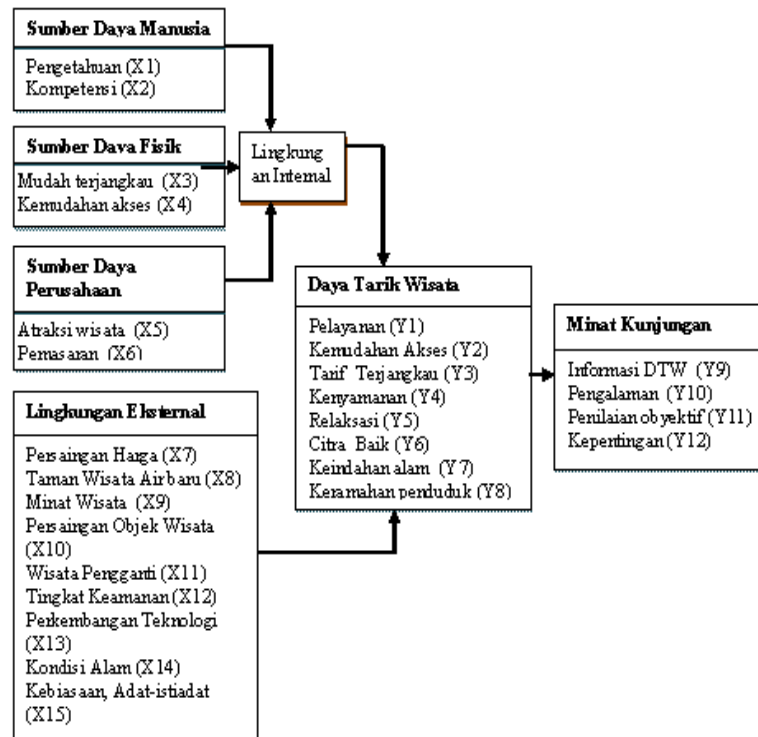 Sumber Daya Manusia
Pengetahuan (X1)
Kompetensi (X2)
Sumber Daya Fisik
Mudah terjangkau (X3)
Kemudahan akses (X4)
Lingkung
an Internal
Sumber Daya
Perusahaan
Atraksi wisata (X5)
Pemasaran (X6)
Lingkungan Eksternal
Persaingan Harga (X7)
Taman Wisata Air baru (X8)
Minat Wisata (X9)
Persaingan Objek Wisata
(X10)
Wisata Pengganti (X11)
Tingkat Keamanan (X12)
Perkembangan Teknologi
(X13)
Kondisi Alam (X14)
Kebiasaan, Adat-istiadat
(X15)
Daya Tarik Wisata
Pelayanan (Y1)
Kemudahan Akses (Y2)
Tarif Terjangkau (Y3)
Kenyamanan (Y4)
Relaksasi (Y5)
Citra Baik (Y6)
Keindahan alam (Y7)
Keramahan penduduk (Y8)
Minat Kunjungan
Informasi DTW (Y9)
Pengalaman (Y10)
Penilaian obyektif (Y11)
Kepentingan (Y12)